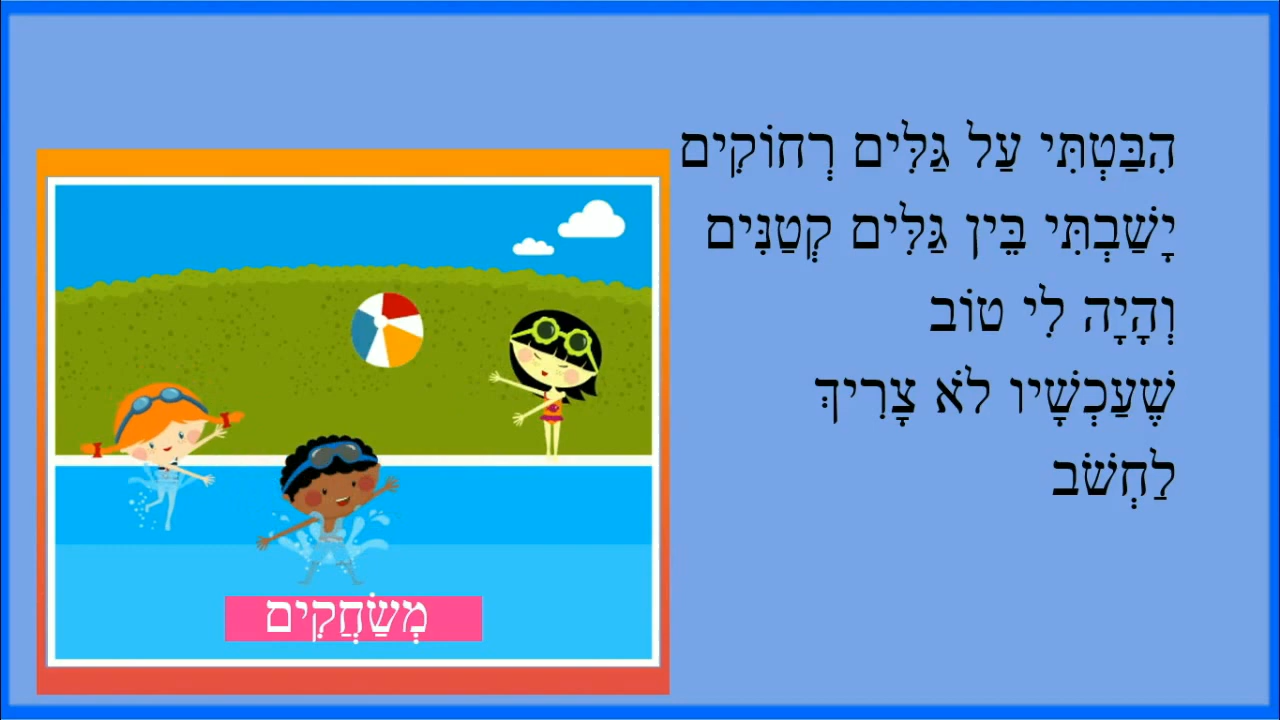 הִבַּטְתִּי עַל גַּלִּים רְחוֹקִים
יָשַׁבְתִּי בֵּין גַּלִּים קְטַנִּים
וְהָיָה לִי טוֹב
שֶׁעַכְשָׁיו לֹא צָרִיךְ
לַחְשֹׁב
מְשַׂחֲקִים